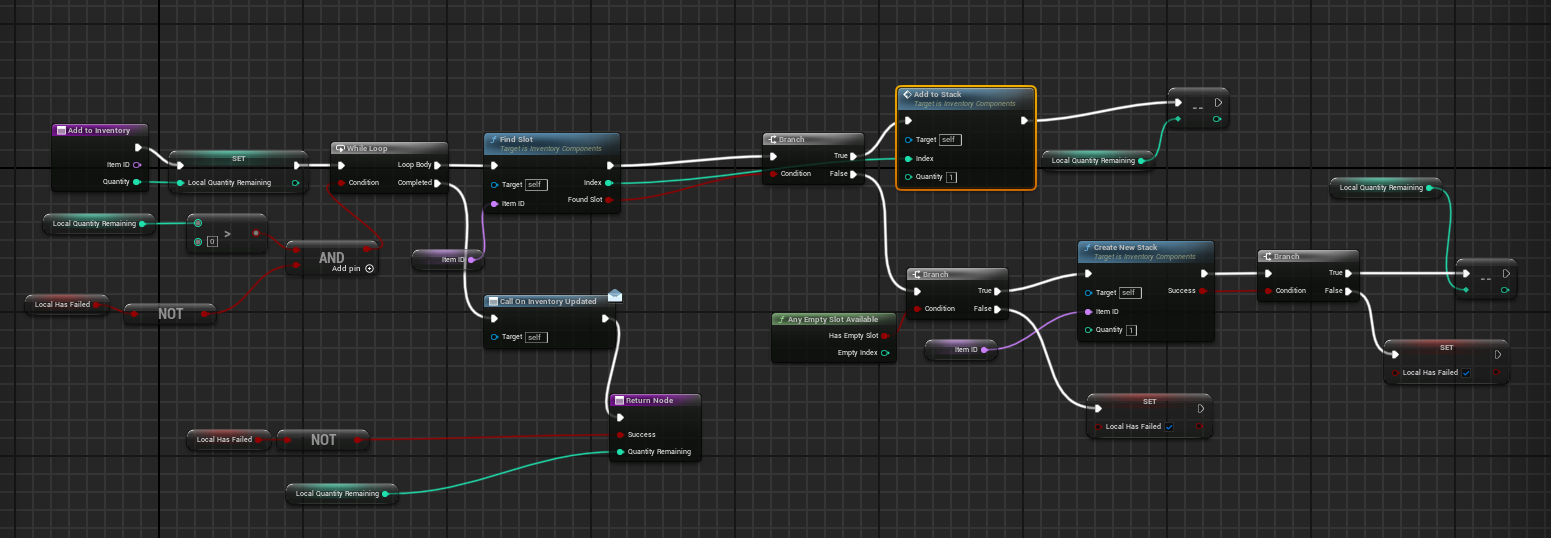 Add to Inventory
Item ID
Quantity
SET
Local Quantity Remaining
While Loop
Loop Body
Condition
Completed
Find Slot
Target is Inventory Components
Target self
Index
Item ID
Found Slot
Branch
True
Condition
False
Add to Stack
Target is Inventory Components
Target self
Index
Quantity 1
--
Local Quantity Remaining
Local Quantity Remaining
0
>
AND
Add pin
Local Has Failed
NOT
Item ID
Call On Inventory Updated
Target self
Branch
True
Condition
False
Any Empty Slot Available
Has Empty Slot
Empty Index
Create New Stack
Target is Inventory Components
Target self
Success
Item ID
Quantity 1
Item ID
Branch
True
Condition
False
Local Quantity Remaining
--
SET
Local Has Failed
SET
Local Has Failed
Return Node
Success
Quantity Remaining
Local Has Failed
NOT
Local Quantity Remaining